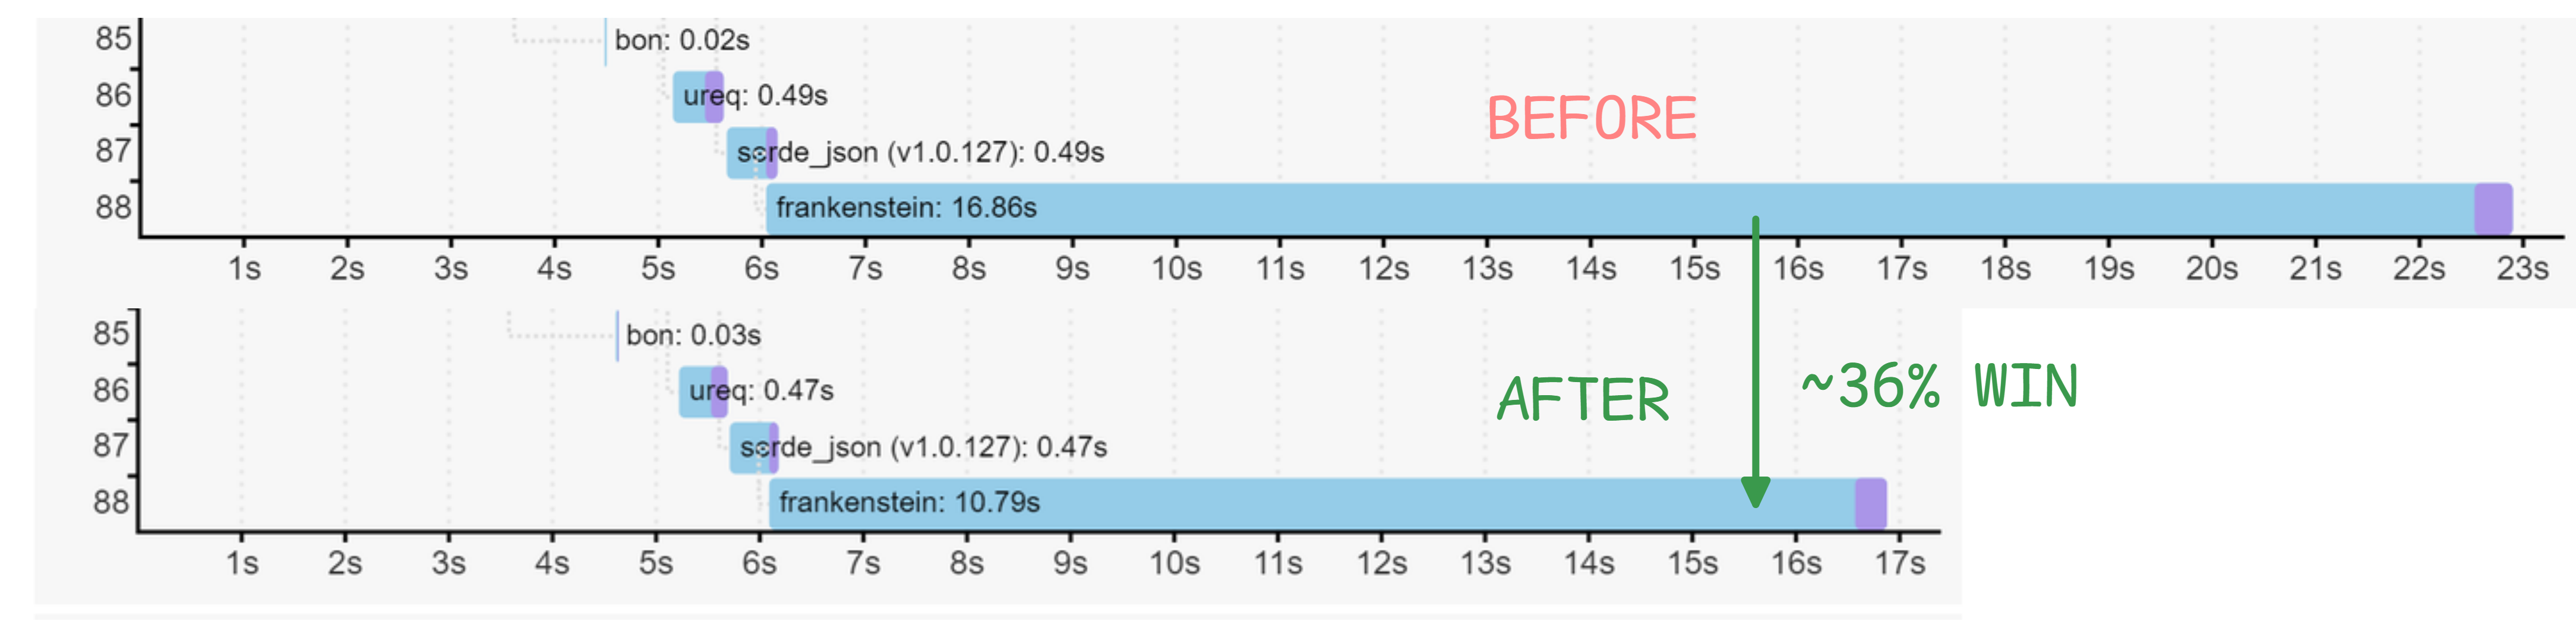 85 bon: 0.02s
86 ureq: 0.49s
BEFORE
87 serde_json (v1.0.127): 0.49s
88 frankenstein: 16.86s
1s 2s 3s 4s 5s 6s 7s 8s 9s 10s 11s 12s 13s 14s 15s 16s 17s 18s 19s 20s 21s 22s 23s
85 bon: 0.03s
86 ureq: 0.47s
AFTER ~36% WIN
87 serde_json (v1.0.127): 0.47s
88 frankenstein: 10.79s
1s 2s 3s 4s 5s 6s 7s 8s 9s 10s 11s 12s 13s 14s 15s 16s 17s